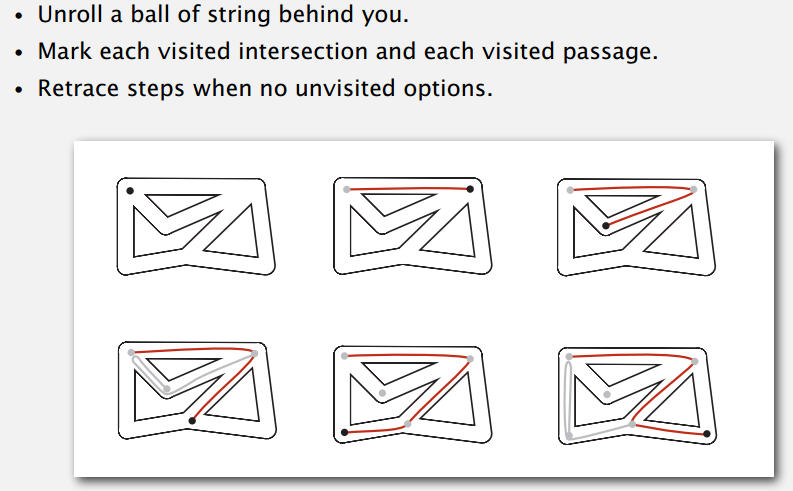 • Unroll a ball of string behind you.
• Mark each visited intersection and each visited passage.
• Retrace steps when no unvisited options.